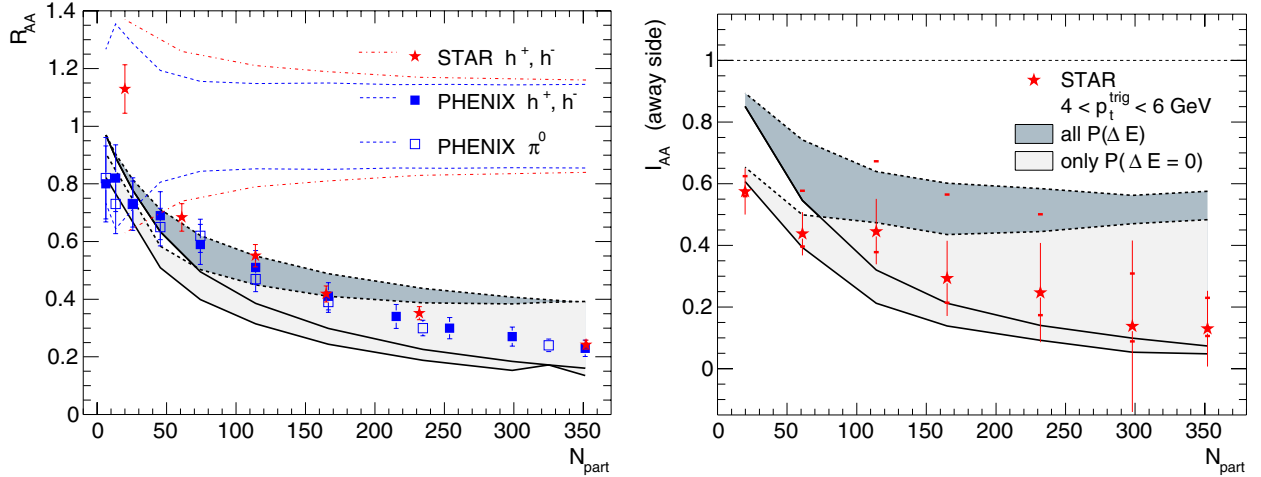 R_AA
1.4
1.2
1
0.8
0.6
0.4
0.2
0
STAR h⁺, h⁻
PHENIX h⁺, h⁻
PHENIX π⁰
0 50 100 150 200 250 300 350
N_part
I_AA (away side)
1
0.8
0.6
0.4
0.2
0
STAR
4 < p_t^trig < 6 GeV
all P(Δ E)
only P(Δ E = 0)
0 50 100 150 200 250 300 350
N_part